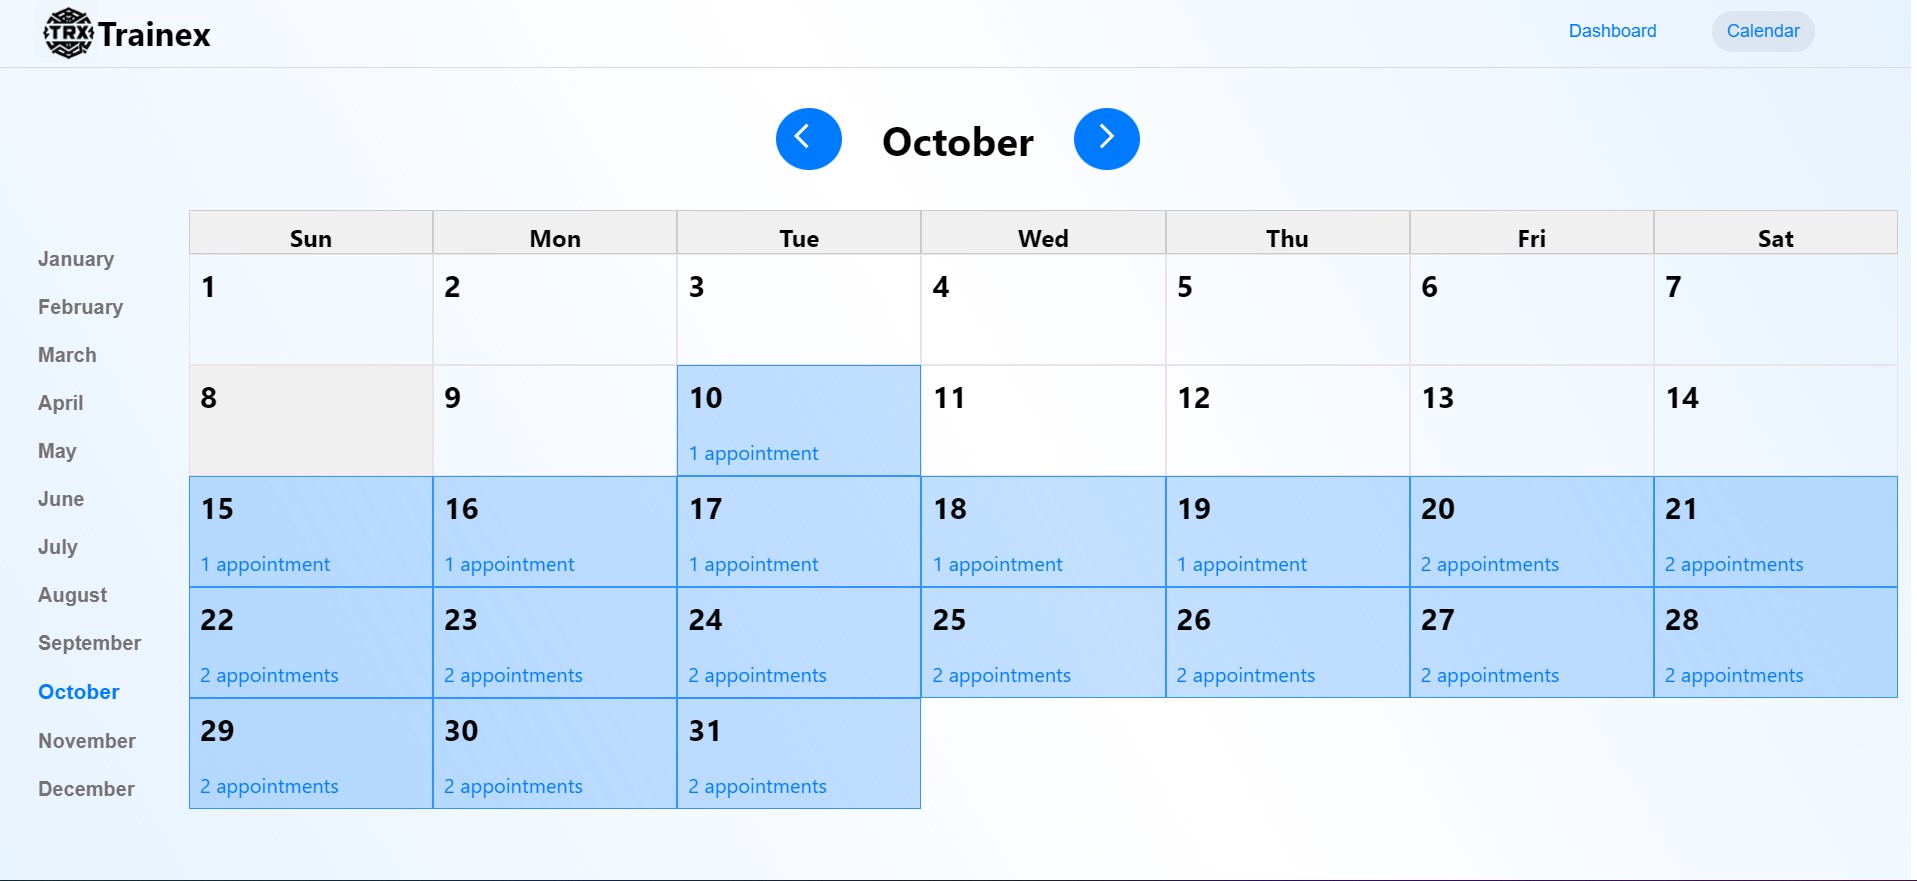 TRX Trainex
Dashboard
Calendar
October
Sun Mon Tue Wed Thu Fri Sat
January
February
March
April
May
June
July
August
September
October
November
December
1 2 3 4 5 6 7
8 9 10 11 12 13 14
1 appointment
15 16 17 18 19 20 21
1 appointment 1 appointment 1 appointment 1 appointment 1 appointment 2 appointments 2 appointments
22 23 24 25 26 27 28
2 appointments 2 appointments 2 appointments 2 appointments 2 appointments 2 appointments 2 appointments
29 30 31
2 appointments 2 appointments 2 appointments